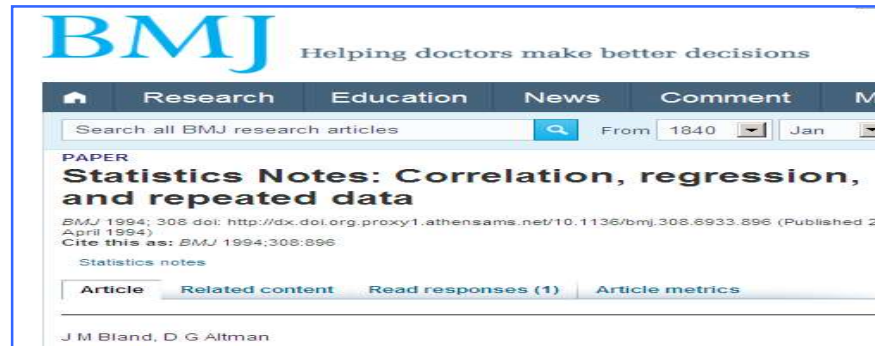 BMJ Helping doctors make better decisions
Research Education News Comment M
Search all BMJ research articles From 1840 Jan
PAPER
Statistics Notes: Correlation, regression,
and repeated data
BMJ 1994; 308 doi: http://dx.doi.org.proxy1.athensams.net/10.1136/bmj.308.6933.896 (Published 2
April 1994)
Cite this as: BMJ 1994;308:896
Statistics notes
Article Related content Read responses (1) Article metrics
J M Bland, D G Altman